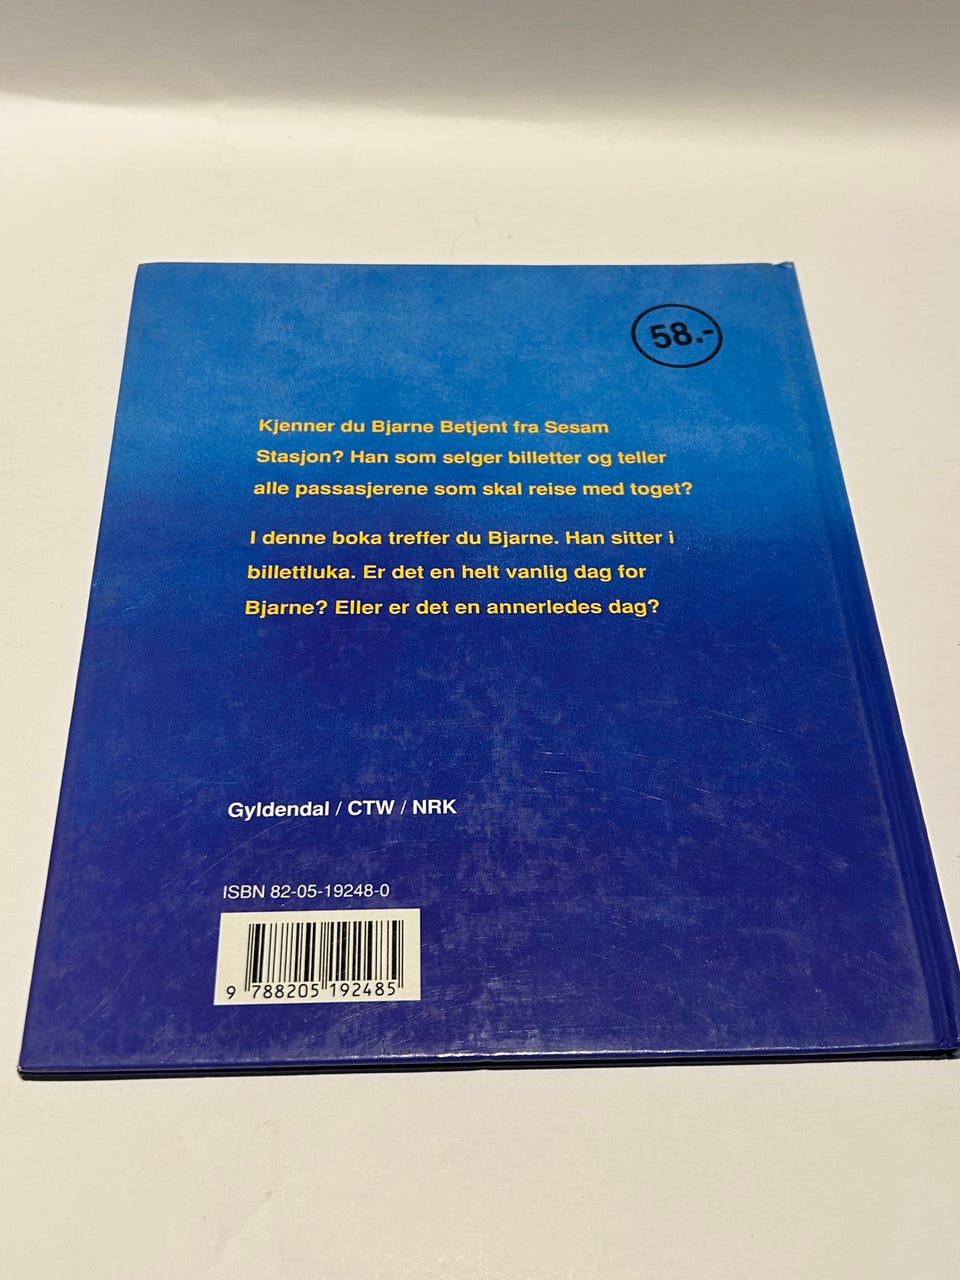 58.-
Kjenner du Bjarne Betjent fra Sesam
Stasjon? Han som selger billetter og teller
alle passasjerene som skal reise med toget?
I denne boka treffer du Bjarne. Han sitter i
billettluka. Er det en helt vanlig dag for
Bjarne? Eller er det en annerledes dag?
Gyldendal / CTW / NRK
ISBN 82-05-19248-0
9 788205 192485